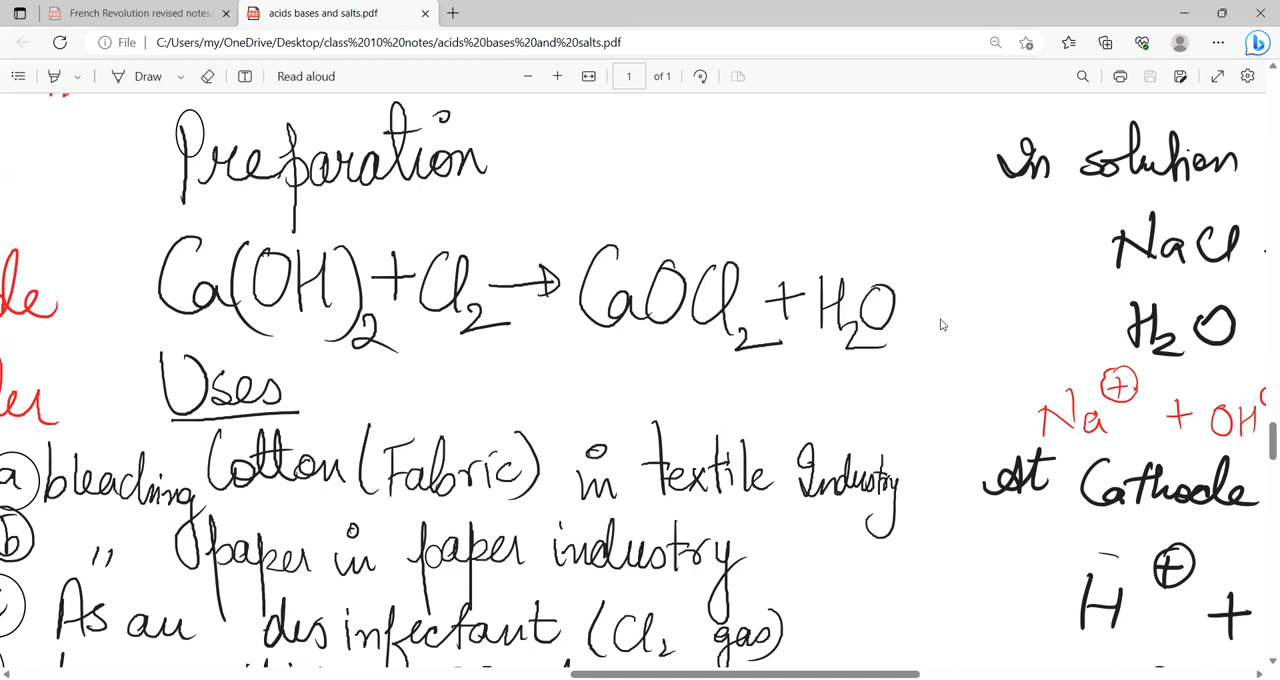 French Revolution revised notes.
acids bases and salts.pdf
File C:/Users/my/OneDrive/Desktop/class%2010%20notes/acids%20bases%20and%20salts.pdf
Draw Read aloud 1 of 1
Preparation
Ca(OH)₂ + Cl₂ → CaOCl₂ + H₂O
Uses
a bleaching Cotton (Fabric) in textile Industry
b " paper in paper industry
As an desinfectant (Cl₂ gas)
In solution
NaCl
H₂O
Na⊕ + OH
At Cathode
H⊕ +